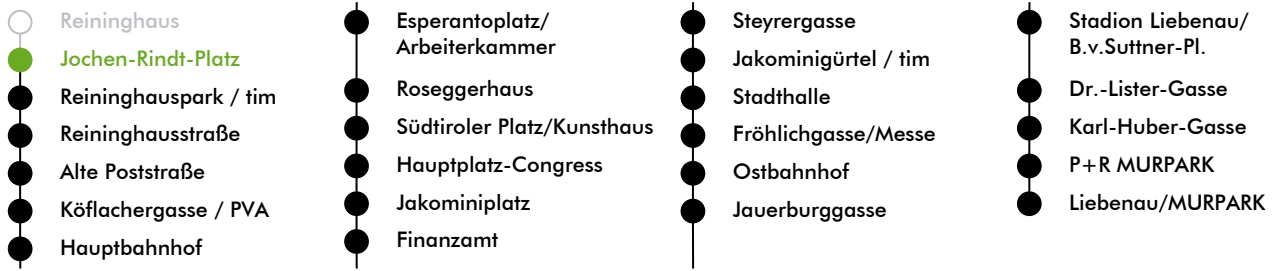 Reininghaus
Jochen-Rindt-Platz
Reininghauspark / tim
Reininghausstraße
Alte Poststraße
Köflachergasse / PVA
Hauptbahnhof
Esperantoplatz/
Arbeiterkammer
Roseggerhaus
Südtiroler Platz/Kunsthaus
Hauptplatz-Congress
Jakominiplatz
Finanzamt
Steyrergasse
Jakominigürtel / tim
Stadthalle
Fröhlichgasse/Messe
Ostbahnhof
Jauerburggasse
Stadion Liebenau/
B.v.Suttner-Pl.
Dr.-Lister-Gasse
Karl-Huber-Gasse
P+R MURPARK
Liebenau/MURPARK